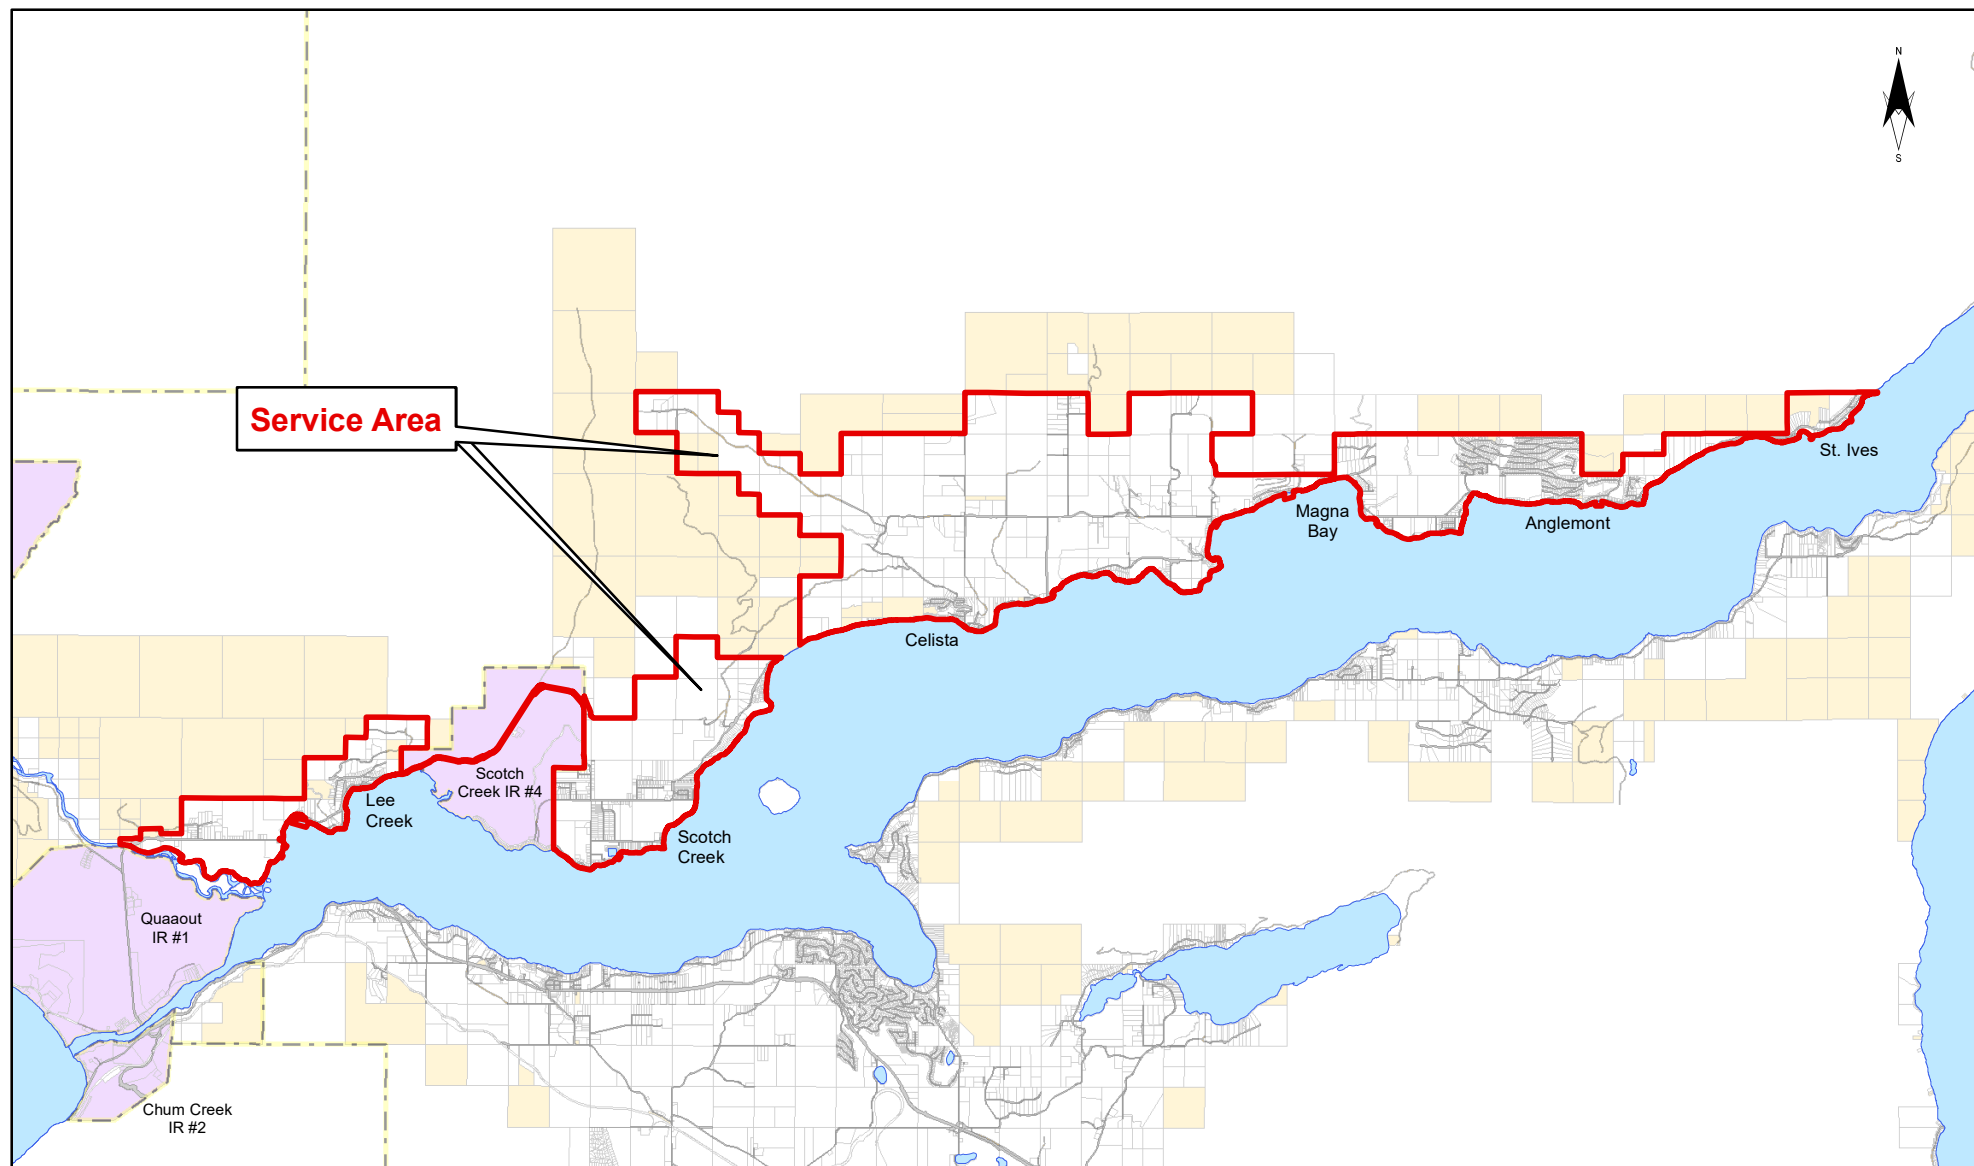 N
S
Service Area
St. Ives
Magna
Bay
Anglemont
Celista
Scotch
Creek IR #4
Lee
Creek
Scotch
Creek
Quaaout
IR #1
Chum Creek
IR #2